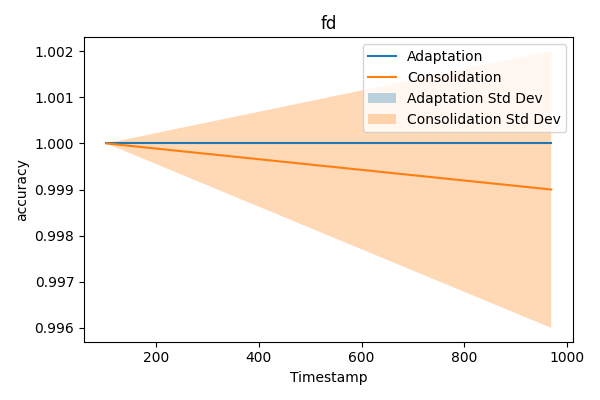 fd
1.002
1.001
1.000
0.999
0.998
0.997
0.996
accuracy
Adaptation
Consolidation
Adaptation Std Dev
Consolidation Std Dev
200 400 600 800 1000
Timestamp